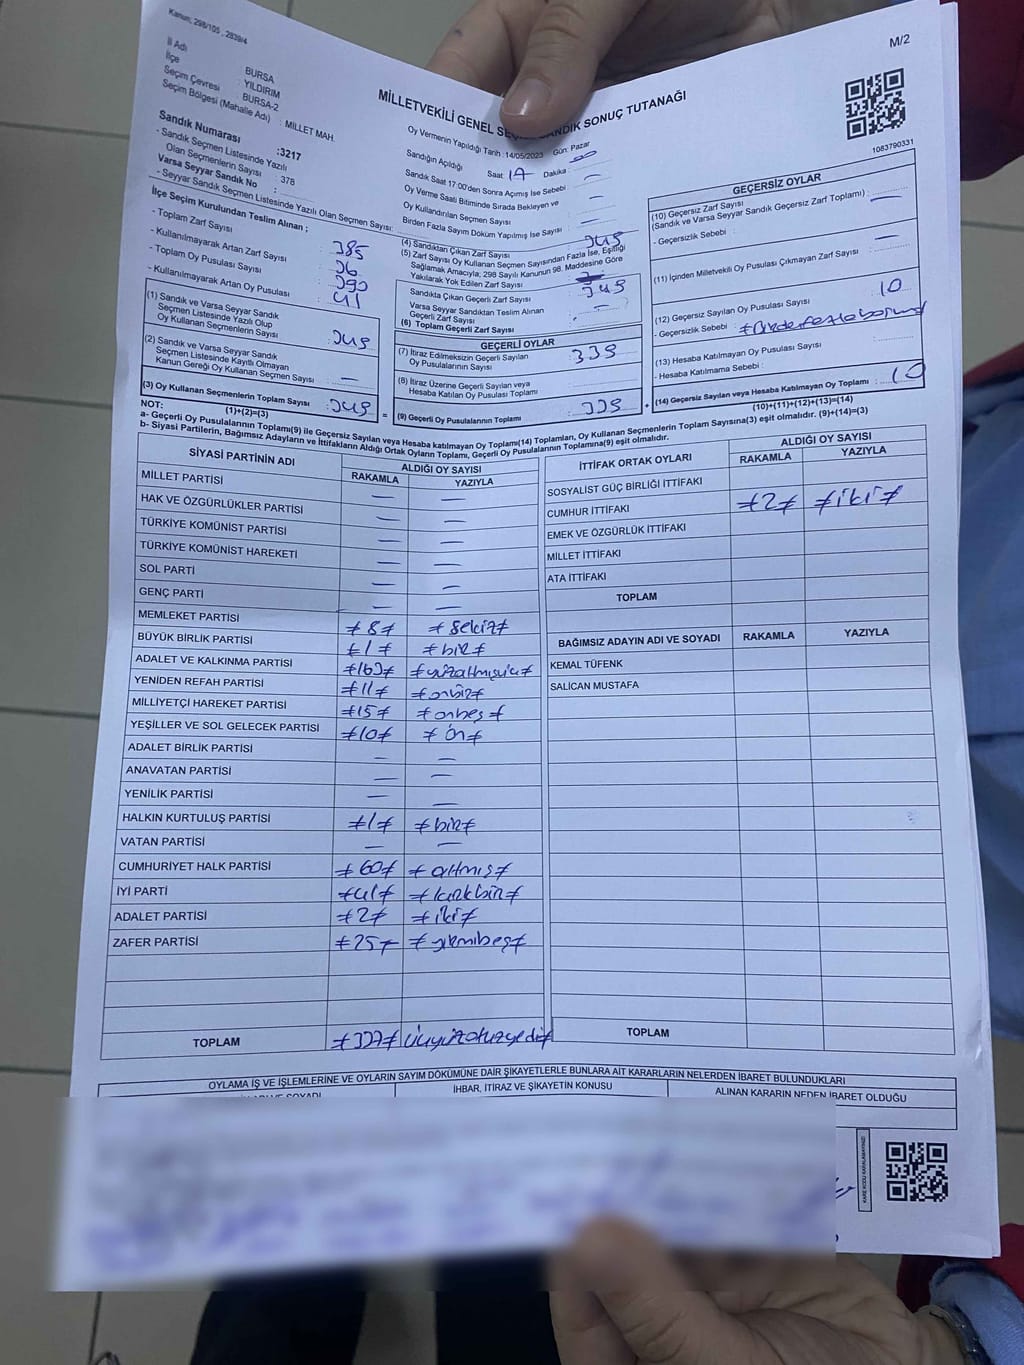 Kanun; 298/105 , 2839/4
M/2
İl Adı : BURSA
İlçe : YILDIRIM
Seçim Çevresi : BURSA-2
Seçim Bölgesi (Mahalle Adı) : MİLLET MAH.
Sandık Numarası :3217
- Sandık Seçmen Listesinde Yazılı
Olan Seçmenlerin Sayısı : 378
Varsa Seyyar Sandık No :
- Seyyar Sandık Seçmen Listesinde Yazılı Olan Seçmen Sayısı:
MİLLETVEKİLİ GENEL SANDIK SONUÇ TUTANAĞI
Oy Vermenin Yapıldığı Tarih :14/05/2023 Gün: Pazar
Sandığın Açıldığı Saat: 17 Dakika :
Sandık Saat 17:00'den Sonra Açımış İse Sebebi : —
Oy Verme Saati Bitiminde Sırada Bekleyen ve
Oy Kullandırılan Seçmen Sayısı : —
Birden Fazla Sayım Döküm Yapılmış İse Sayısı : —
1083790331
İlçe Seçim Kurulundan Teslim Alınan ;
- Toplam Zarf Sayısı : 385
- Kullanılmayarak Artan Zarf Sayısı : 36
- Toplam Oy Pusulası Sayısı : 390
- Kullanılmayarak Artan Oy Pusulası : 41
(1) Sandık ve Varsa Seyyar Sandık
Seçmen Listesinde Yazılı Olup
Oy Kullanan Seçmenlerin Sayısı : 349
(2) Sandık ve Varsa Seyyar Sandık
Seçmen Listesinde Kayıtlı Olmayan
Kanun Gereği Oy Kullanan Seçmen Sayısı : —
(3) Oy Kullanan Seçmenlerin Toplam Sayısı : 349 =
(4) Sandıktan Çıkan Zarf Sayısı : 349
(5) Zarf Sayısı Oy Kullanan Seçmen Sayısından Fazla İse, Eşitliği
Sağlamak Amacıyla; 298 Sayılı Kanunun 98. Maddesine Göre
Yakılarak Yok Edilen Zarf Sayısı :
Sandıkta Çıkan Geçerli Zarf Sayısı : 349
Varsa Seyyar Sandıktan Teslim Alınan
Geçerli Zarf Sayısı :
(6) Toplam Geçerli Zarf Sayısı
GEÇERLİ OYLAR
(7) İtiraz Edilmeksizin Geçerli Sayılan
Oy Pusulalarının Sayısı : 339
(8) İtiraz Üzerine Geçerli Sayılan veya
Hesaba Katılan Oy Pusulası Toplamı :
(9) Geçerli Oy Pusulalarının Toplamı : 339 +
GEÇERSİZ OYLAR
(10) Geçersiz Zarf Sayısı
(Sandık ve Varsa Seyyar Sandık Geçersiz Zarf Toplamı) : —
- Geçersizlik Sebebi :
(11) İçinden Milletvekili Oy Pusulası Çıkmayan Zarf Sayısı : —
(12) Geçersiz Sayılan Oy Pusulası Sayısı : 10
- Geçersizlik Sebebi :
(13) Hesaba Katılmayan Oy Pusulası Sayısı :
- Hesaba Katılmama Sebebi :
(14) Geçersiz Sayılan veya Hesaba Katılmayan Oy Toplamı : 10
(10)+(11)+(12)+(13)=(14)
NOT: (1)+(2)=(3)
a- Geçerli Oy Pusulalarının Toplamı(9) ile Geçersiz Sayılan veya Hesaba katılmayan Oy Toplamı(14) Toplamları, Oy Kullanan Seçmenlerin Toplam Sayısına(3) eşit olmalıdır. (9)+(14)=(3)
b- Siyasi Partilerin, Bağımsız Adayların ve İttifakların Aldığı Ortak Oyların Toplamı, Geçerli Oy Pusulalarının Toplamına(9) eşit olmalıdır.
SİYASİ PARTİNİN ADI ALDIĞI OY SAYISI
RAKAMLA YAZIYLA
MİLLET PARTİSİ — —
HAK VE ÖZGÜRLÜKLER PARTİSİ — —
TÜRKİYE KOMÜNİST PARTİSİ — —
TÜRKİYE KOMÜNİST HAREKETİ — —
SOL PARTİ — —
GENÇ PARTİ — —
MEMLEKET PARTİSİ ≠8≠ ≠sekiz≠
BÜYÜK BİRLİK PARTİSİ ≠1≠ ≠bir≠
ADALET VE KALKINMA PARTİSİ ≠163≠ ≠yüzaltmışüç≠
YENİDEN REFAH PARTİSİ ≠11≠ ≠onbir≠
MİLLİYETÇİ HAREKET PARTİSİ ≠15≠ ≠onbeş≠
YEŞİLLER VE SOL GELECEK PARTİSİ ≠10≠ ≠on≠
ADALET BİRLİK PARTİSİ — —
ANAVATAN PARTİSİ — —
YENİLİK PARTİSİ — —
HALKIN KURTULUŞ PARTİSİ ≠1≠ ≠bir≠
VATAN PARTİSİ — —
CUMHURİYET HALK PARTİSİ ≠60≠ ≠altmış≠
İYİ PARTİ ≠41≠ ≠kırkbir≠
ADALET PARTİSİ ≠2≠ ≠iki≠
ZAFER PARTİSİ ≠25≠ ≠yirmibeş≠
TOPLAM ≠337≠ üçyüzotuzyedi≠
İTTİFAK ORTAK OYLARI ALDIĞI OY SAYISI
RAKAMLA YAZIYLA
SOSYALİST GÜÇ BİRLİĞİ İTTİFAKI
CUMHUR İTTİFAKI ≠2≠ ≠iki≠
EMEK VE ÖZGÜRLÜK İTTİFAKI
MİLLET İTTİFAKI
ATA İTTİFAKI
TOPLAM
BAĞIMSIZ ADAYIN ADI VE SOYADI RAKAMLA YAZIYLA
KEMAL TÜFENK
SALİCAN MUSTAFA
TOPLAM
OYLAMA İŞ VE İŞLEMLERİNE VE OYLARIN SAYIM DÖKÜMÜNE DAİR ŞİKAYETLERLE BUNLARA AİT KARARLARIN NELERDEN İBARET BULUNDUKLARI
İHBAR, İTİRAZ VE ŞİKAYETİN KONUSU ALINAN KARARIN NEDEN İBARET OLDUĞU
KARE KODU KARALAMAYINIZ!